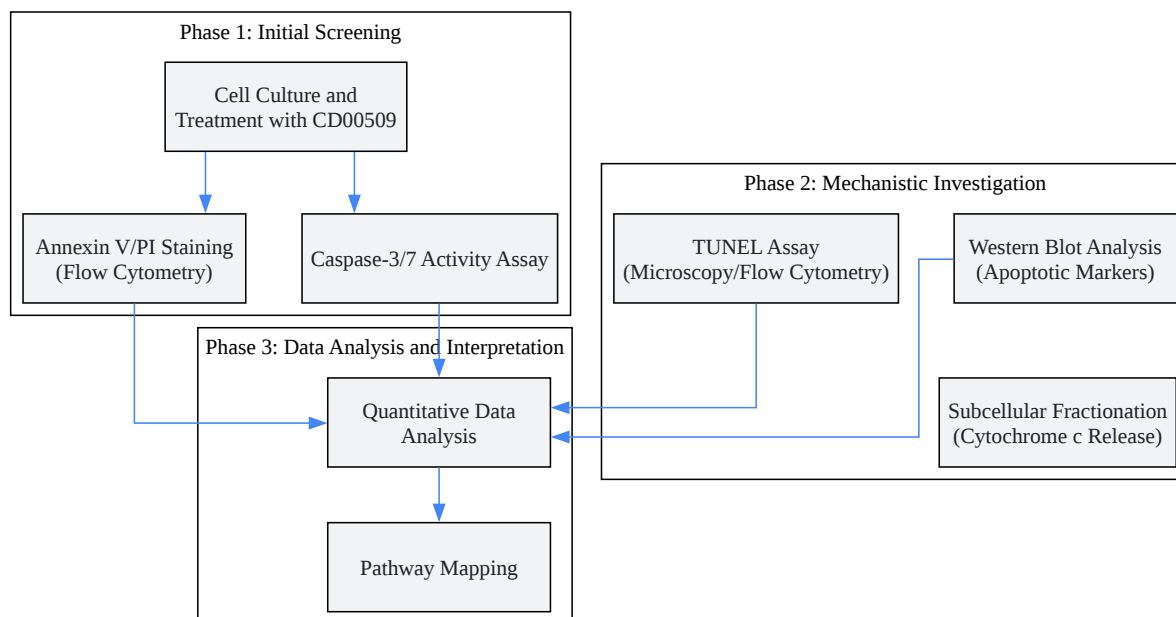 Phase 1: Initial Screening
Cell Culture and
Treatment with CD00509
Annexin V/PI Staining
(Flow Cytometry)
Caspase-3/7 Activity Assay
Phase 2: Mechanistic Investigation
TUNEL Assay
(Microscopy/Flow Cytometry)
Western Blot Analysis
(Apoptotic Markers)
Subcellular Fractionation
(Cytochrome c Release)
Phase 3: Data Analysis and Interpretation
Quantitative Data
Analysis
Pathway Mapping